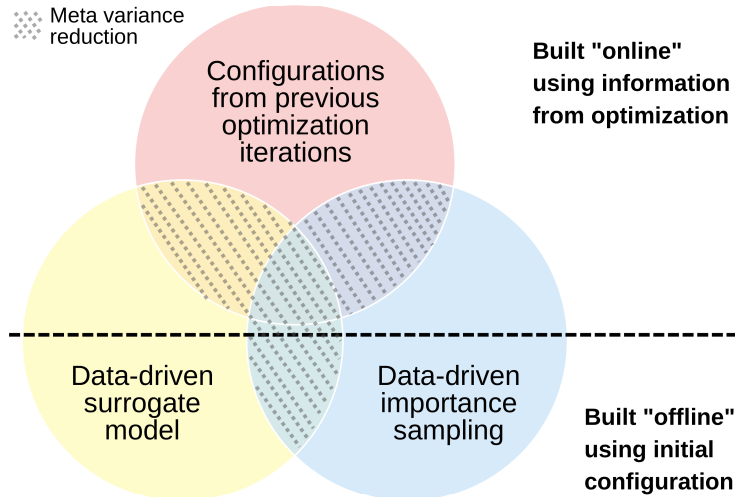 Meta variance
reduction
Configurations
from previous
optimization
iterations
Built "online"
using information
from optimization
Data-driven
surrogate
model
Data-driven
importance
sampling
Built "offline"
using initial
configuration